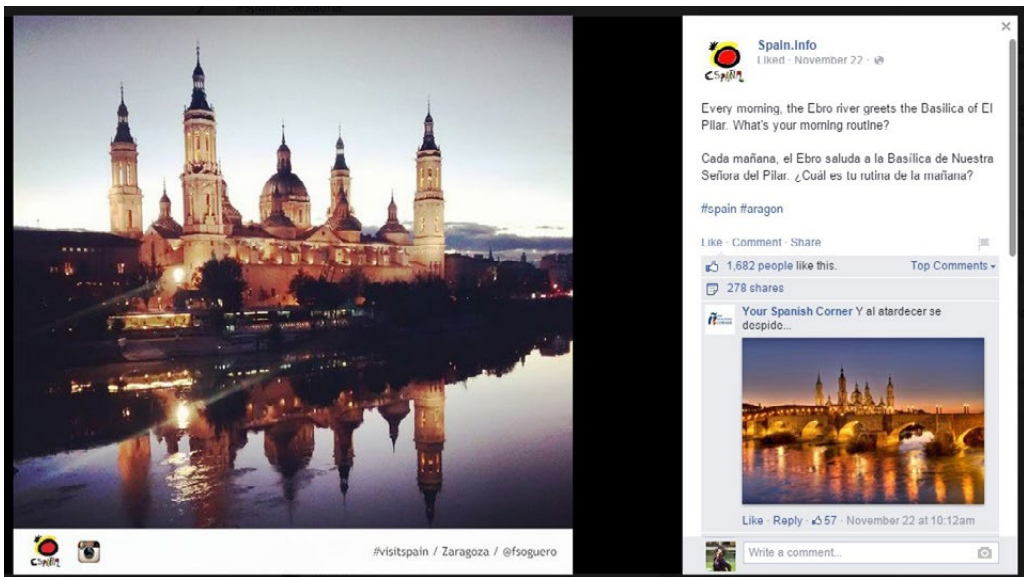 España
#visitspain / Zaragoza / @fsoguero
Spain.info
Liked · November 22 ·
Every morning, the Ebro river greets the Basilica of El
Pilar. What's your morning routine?
Cada mañana, el Ebro saluda a la Basílica de Nuestra
Señora del Pilar. ¿Cuál es tu rutina de la mañana?
#spain #aragon
Like · Comment · Share
1,682 people like this. Top Comments
278 shares
Your Spanish Corner Y al atardecer se
despide...
Like · Reply · 57 · November 22 at 10:12am
Write a comment...